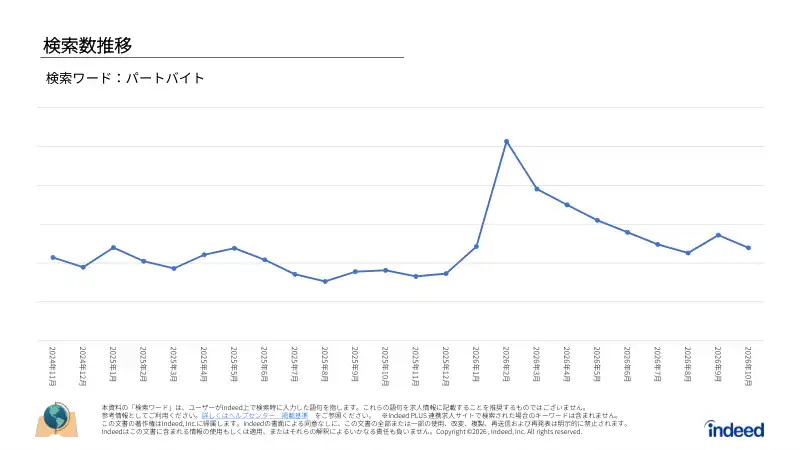 検索数推移
検索ワード：パートバイト
2024年11月
2024年12月
2025年1月
2025年2月
2025年3月
2025年4月
2025年5月
2025年6月
2025年7月
2025年8月
2025年9月
2025年10月
2025年11月
2025年12月
2026年1月
2026年2月
2026年3月
2026年4月
2026年5月
2026年6月
2026年7月
2026年8月
2026年9月
2026年10月
本資料の「検索ワード」は、ユーザーがIndeed上で検索時に入力した語句を指します。これらの語句を求人情報に記載することを推奨するものではございません。
参考情報としてご利用ください。詳しくはヘルプセンター　掲載基準　をご参照ください。　※Indeed PLUS 連携求人サイトで検索された場合のキーワードは含まれません。
この文書の著作権はIndeed, Inc.に帰属します。Indeedの書面による同意なしに、この文書の全部または一部の使用、改変、複製、再送信および再発表は明示的に禁止されます。
Indeedはこの文書に含まれる情報の使用もしくは適用、またはそれらの解釈によるいかなる責任も負いません。Copyright ©2026 , Indeed, Inc. All rights reserved.
indeed